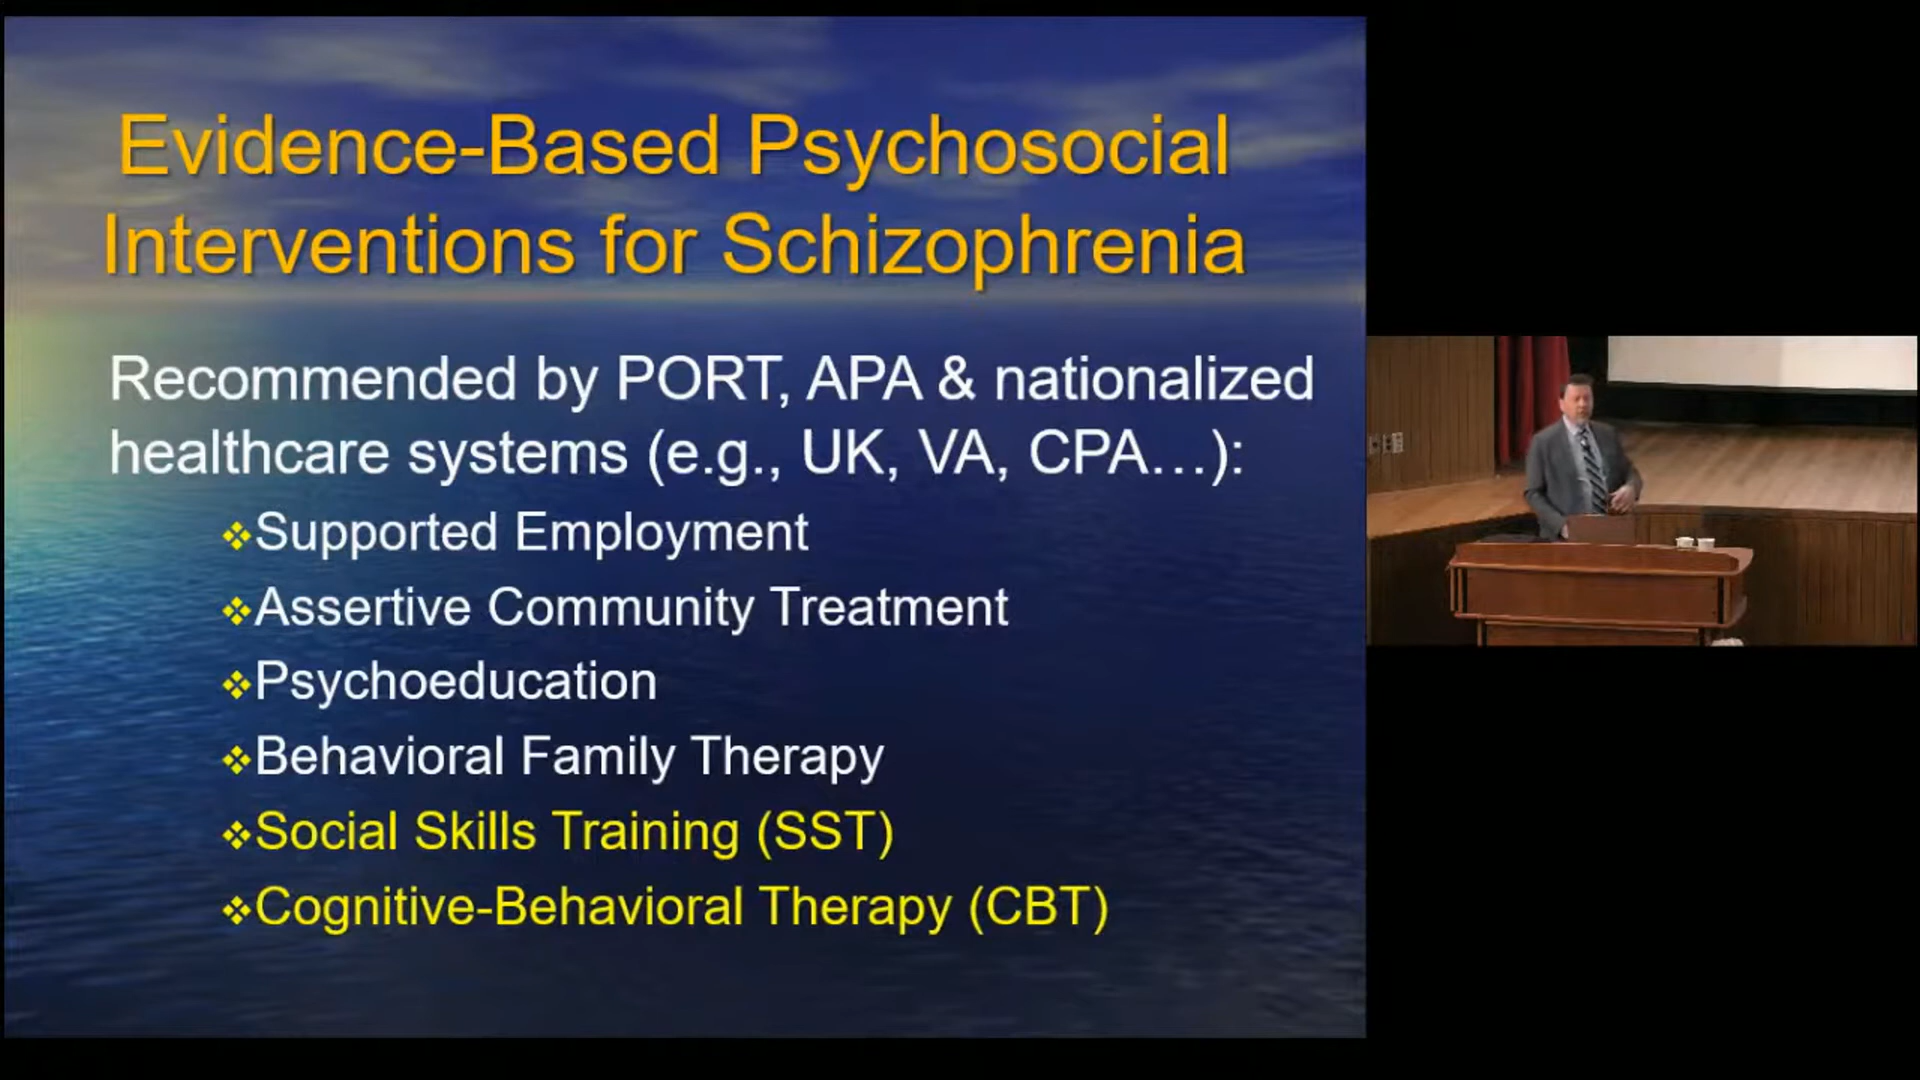 Evidence-Based Psychosocial
Interventions for Schizophrenia
Recommended by PORT, APA & nationalized
healthcare systems (e.g., UK, VA, CPA…):
❖Supported Employment
❖Assertive Community Treatment
❖Psychoeducation
❖Behavioral Family Therapy
❖Social Skills Training (SST)
❖Cognitive-Behavioral Therapy (CBT)